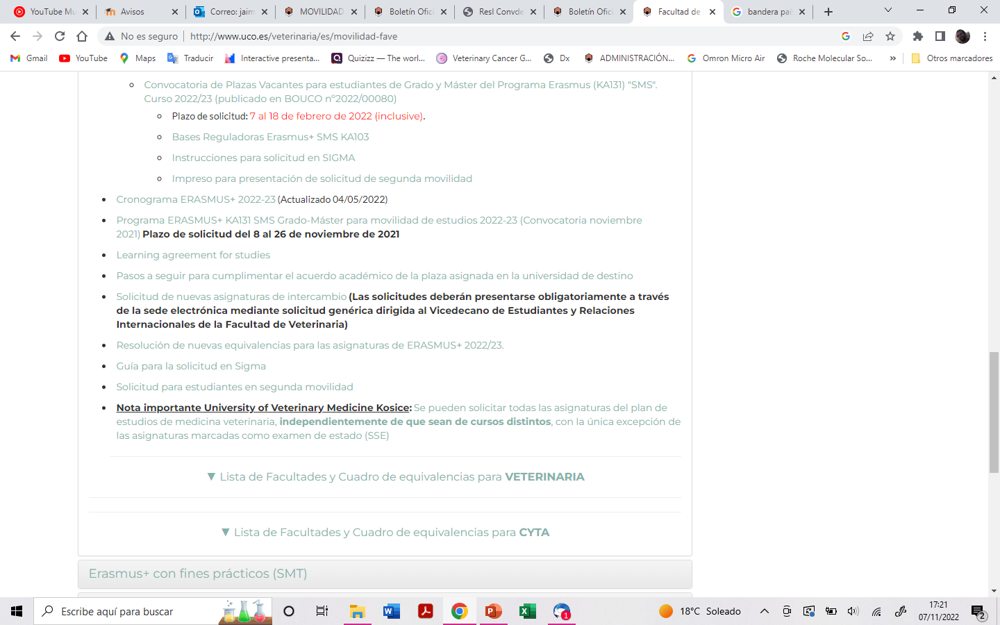 YouTube Mu
Avisos
Correo: jaim
MOVILIDAD
Boletín Ofici
Resl Convde
Boletín Ofici
Facultad de
bandera paí
No es seguro
http://www.uco.es/veterinaria/es/movilidad-fave
Gmail
YouTube
Maps
Traducir
Interactive presenta...
Quizizz — The worl...
Veterinary Cancer G...
Dx
ADMINISTRACIÓN...
Omron Micro Air
Roche Molecular So...
»
Otros marcadores
Convocatoria de Plazas Vacantes para estudiantes de Grado y Máster del Programa Erasmus (KA131) "SMS".
Curso 2022/23 (publicado en BOUCO nº2022/00080)
Plazo de solicitud: 7 al 18 de febrero de 2022 (inclusive).
Bases Reguladoras Erasmus+ SMS KA103
Instrucciones para solicitud en SIGMA
Impreso para presentación de solicitud de segunda movilidad
Cronograma ERASMUS+ 2022-23 (Actualizado 04/05/2022)
Programa ERASMUS+ KA131 SMS Grado-Máster para movilidad de estudios 2022-23 (Convocatoria noviembre
2021) Plazo de solicitud del 8 al 26 de noviembre de 2021
Learning agreement for studies
Pasos a seguir para cumplimentar el acuerdo académico de la plaza asignada en la universidad de destino
Solicitud de nuevas asignaturas de intercambio (Las solicitudes deberán presentarse obligatoriamente a través
de la sede electrónica mediante solicitud genérica dirigida al Vicedecano de Estudiantes y Relaciones
Internacionales de la Facultad de Veterinaria)
Resolución de nuevas equivalencias para las asignaturas de ERASMUS+ 2022/23.
Guía para la solicitud en Sigma
Solicitud para estudiantes en segunda movilidad
Nota importante University of Veterinary Medicine Kosice: Se pueden solicitar todas las asignaturas del plan de
estudios de medicina veterinaria, independientemente de que sean de cursos distintos, con la única excepción de
las asignaturas marcadas como examen de estado (SSE)
▼ Lista de Facultades y Cuadro de equivalencias para VETERINARIA
▼ Lista de Facultades y Cuadro de equivalencias para CYTA
Erasmus+ con fines prácticos (SMT)
Escribe aquí para buscar
1
18°C Soleado
17:21
07/11/2022
2